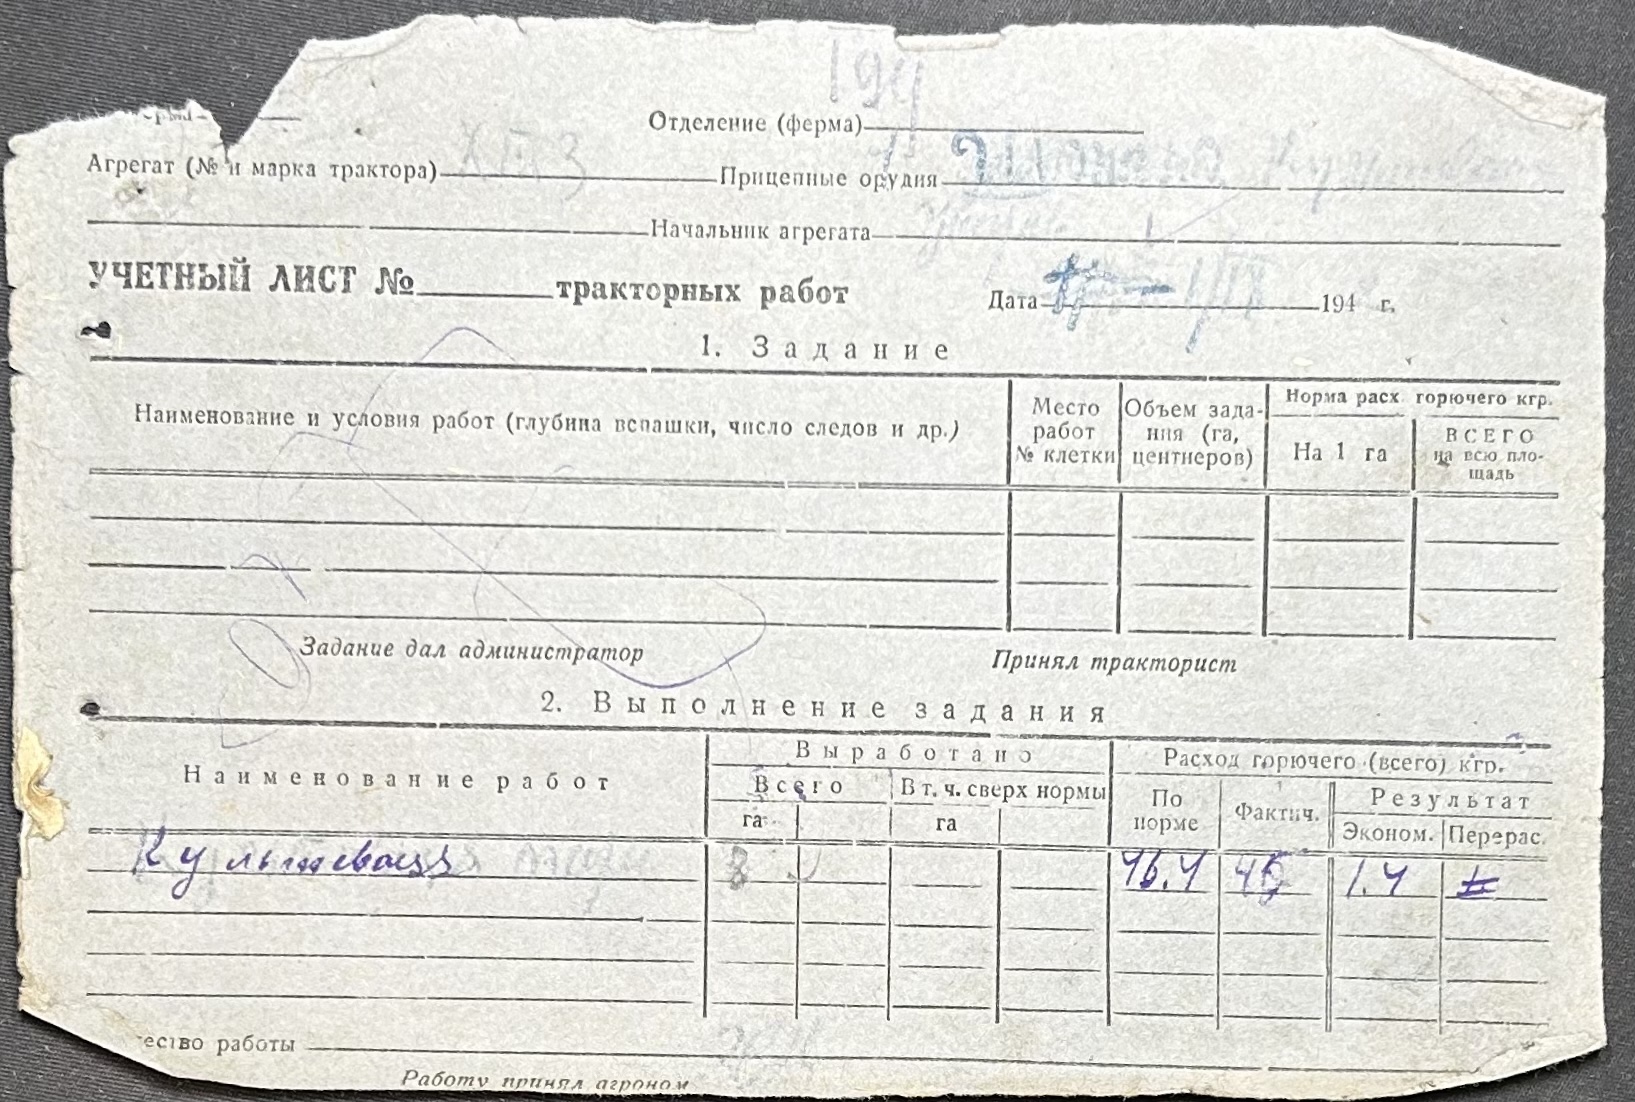 194
Отделение (ферма)
Агрегат (№ и марка трактора) ХТЗ Прицепные орудия
Начальник агрегата
УЧЕТНЫЙ ЛИСТ № тракторных работ Дата 194 г.
1. Задание
Наименование и условия работ (глубина вспашки, число следов и др.)
Место работ № клетки
Объем задания (га, центнеров)
Норма расх. горючего кгр.
На 1 га
ВСЕГО на всю площадь
Задание дал администратор Принял тракторист
2. Выполнение задания
Наименование работ
Выработано
Всего
В т. ч. сверх нормы
га
га
Расход горючего (всего) кгр.
По норме
Фактич.
Результат
Эконом. Перерас.
8 46.4 45 1.4
ество работы
Работу принял агроном